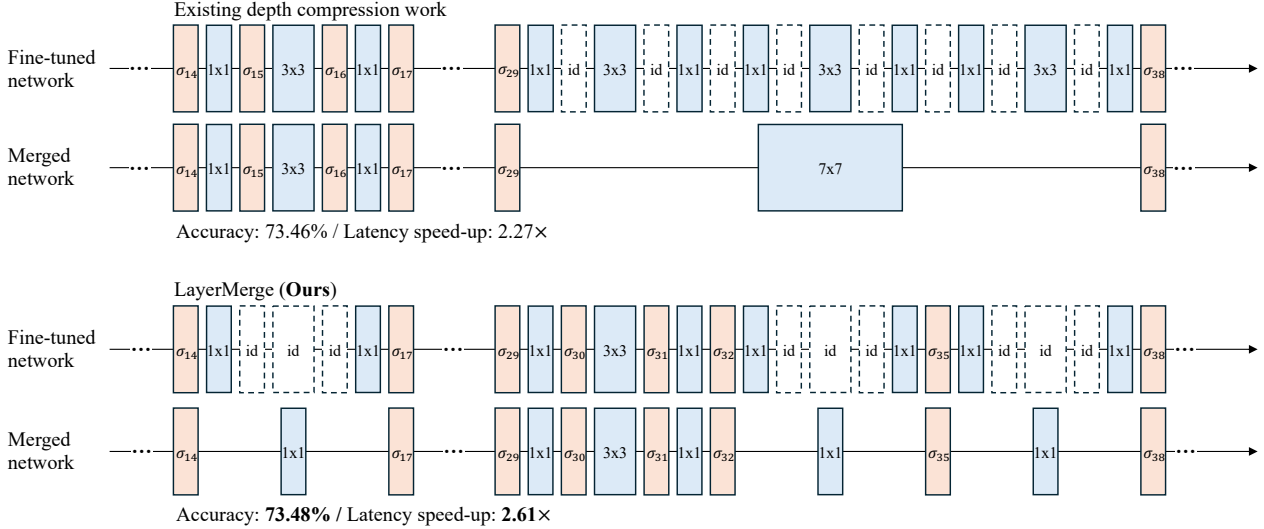 Existing depth compression work
Fine-tuned network
··· σ14 1x1 σ15 3x3 σ16 1x1 σ17 ··· σ29 1x1 id 3x3 id 1x1 id 1x1 id 3x3 id 1x1 id 1x1 id 3x3 id 1x1 σ38 ···
Merged network
··· σ14 1x1 σ15 3x3 σ16 1x1 σ17 ··· σ29 7x7 σ38 ···
Accuracy: 73.46% / Latency speed-up: 2.27×
LayerMerge (Ours)
Fine-tuned network
··· σ14 1x1 id id id 1x1 σ17 ··· σ29 1x1 σ30 3x3 σ31 1x1 σ32 1x1 id id id 1x1 σ35 1x1 id id id 1x1 σ38 ···
Merged network
··· σ14 1x1 σ17 ··· σ29 1x1 σ30 3x3 σ31 1x1 σ32 1x1 σ35 1x1 σ38 ···
Accuracy: 73.48% / Latency speed-up: 2.61×